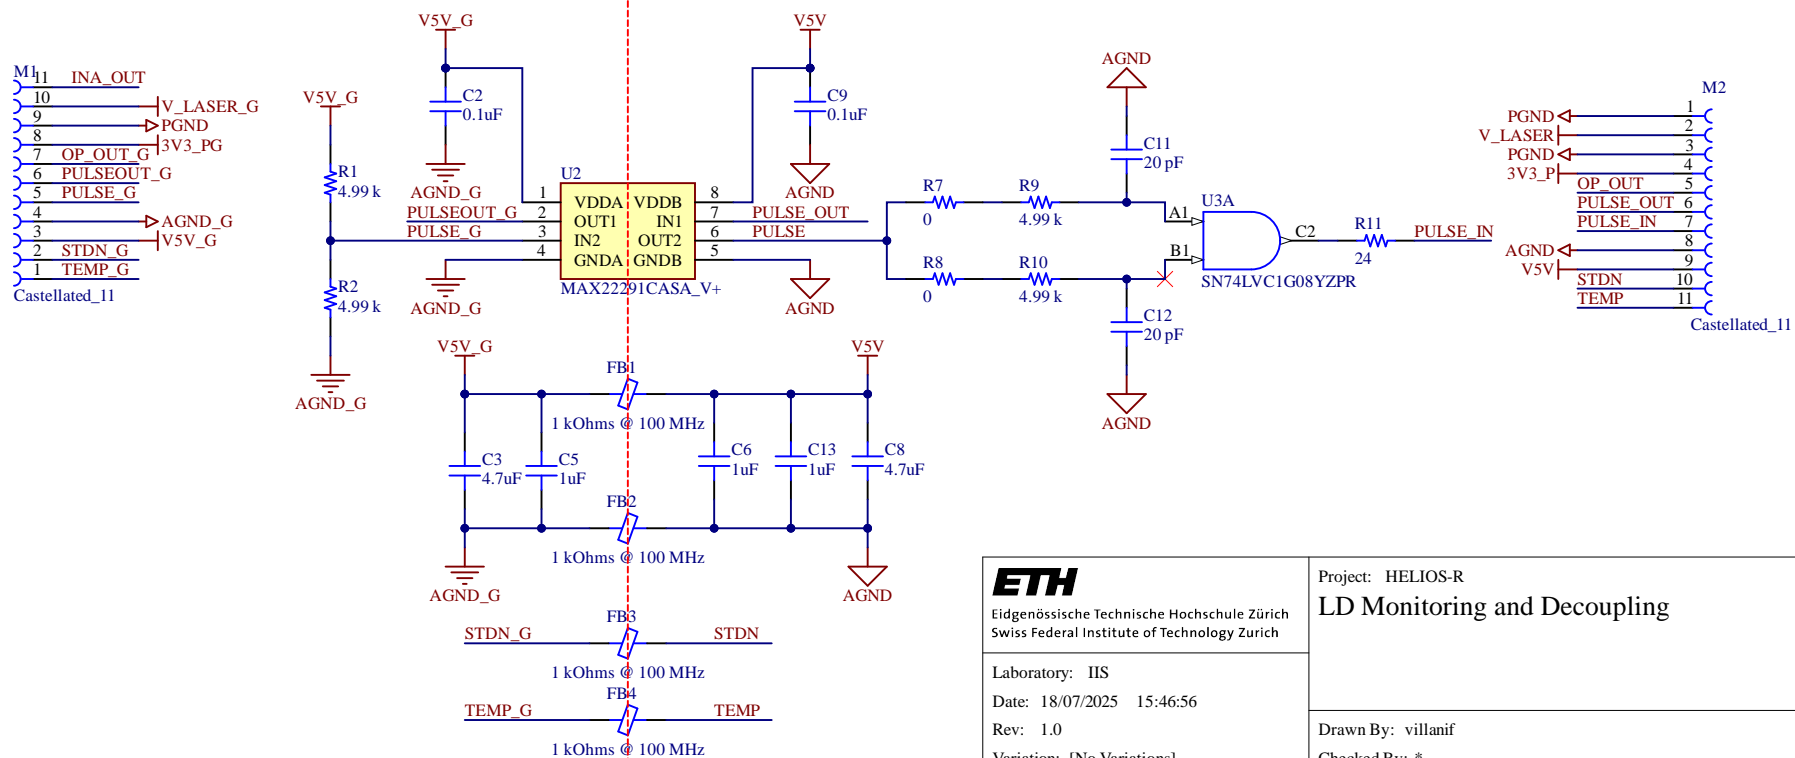 M1
11 INA_OUT
10 V_LASER_G
9 PGND
8 3V3_PG
7 OP_OUT_G
6 PULSEOUT_G
5 PULSE_G
4 AGND_G
3 V5V_G
2 STDN_G
1 TEMP_G
Castellated_11
V5V_G
R1
4.99 k
R2
4.99 k
AGND_G
V5V_G
C2
0.1uF
AGND_G
V5V
C9
0.1uF
AGND
U2
1 VDDA VDDB 8
PULSEOUT_G 2 OUT1 IN1 7 PULSE_OUT
PULSE_G 3 IN2 OUT2 6 PULSE
4 GNDA GNDB 5
MAX22291CASA_V+
AGND_G
AGND
R7
0
R9
4.99 k
R8
0
R10
4.99 k
AGND
C11
20 pF
C12
20 pF
AGND
U3A
A1
B1
C2
SN74LVC1G08YZPR
R11
24
PULSE_IN
M2
PGND 1
V_LASER 2
PGND 3
3V3_P 4
OP_OUT 5
PULSE_OUT 6
PULSE_IN 7
AGND 8
V5V 9
STDN 10
TEMP 11
Castellated_11
V5V_G
V5V
FB1
1 kOhms @ 100 MHz
C3
4.7uF
C5
1uF
C6
1uF
C13
1uF
C8
4.7uF
FB2
1 kOhms @ 100 MHz
AGND_G
AGND
FB3
STDN_G STDN
1 kOhms @ 100 MHz
FB4
TEMP_G TEMP
1 kOhms @ 100 MHz
ETH
Eidgenössische Technische Hochschule Zürich
Swiss Federal Institute of Technology Zurich
Project: HELIOS-R
LD Monitoring and Decoupling
Laboratory: IIS
Date: 18/07/2025 15:46:56
Rev: 1.0
Variation: [No Variations]
Drawn By: villanif
Checked By: *